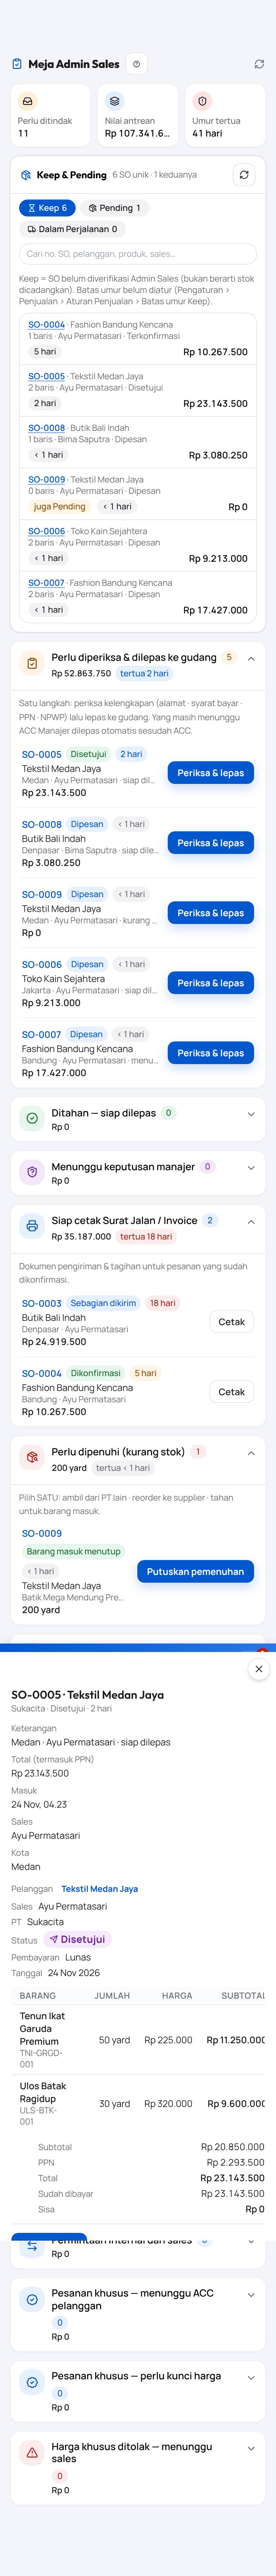 Meja Admin Sales
Perlu ditindak
11
Nilai antrean
Rp 107.341.6...
Umur tertua
41 hari
Keep & Pending 6 SO unik · 1 keduanya
Keep 6
Pending 1
Dalam Perjalanan 0
Cari no. SO, pelanggan, produk, sales...
Keep = SO belum diverifikasi Admin Sales (bukan berarti stok
dicadangkan). Batas umur belum diatur (Pengaturan >
Penjualan > Aturan Penjualan > Batas umur Keep).
SO-0004 · Fashion Bandung Kencana
1 baris · Ayu Permatasari · Terkonfirmasi
5 hari
Rp 10.267.500
SO-0005 · Tekstil Medan Jaya
2 baris · Ayu Permatasari · Disetujui
2 hari
Rp 23.143.500
SO-0008 · Butik Bali Indah
1 baris · Bima Saputra · Dipesan
< 1 hari
Rp 3.080.250
SO-0009 · Tekstil Medan Jaya
0 baris · Ayu Permatasari · Dipesan
juga Pending < 1 hari
Rp 0
SO-0006 · Toko Kain Sejahtera
2 baris · Ayu Permatasari · Dipesan
< 1 hari
Rp 9.213.000
SO-0007 · Fashion Bandung Kencana
2 baris · Ayu Permatasari · Dipesan
< 1 hari
Rp 17.427.000
Perlu diperiksa & dilepas ke gudang 5
Rp 52.863.750 tertua 2 hari
Satu langkah: periksa kelengkapan (alamat · syarat bayar ·
PPN · NPWP) lalu lepas ke gudang. Yang masih menunggu
ACC Manajer dilepas otomatis sesudah ACC.
SO-0005 Disetujui 2 hari
Tekstil Medan Jaya
Medan · Ayu Permatasari · siap dil...
Rp 23.143.500
Periksa & lepas
SO-0008 Dipesan < 1 hari
Butik Bali Indah
Denpasar · Bima Saputra · siap dile...
Rp 3.080.250
Periksa & lepas
SO-0009 Dipesan < 1 hari
Tekstil Medan Jaya
Medan · Ayu Permatasari · kurang ...
Rp 0
Periksa & lepas
SO-0006 Dipesan < 1 hari
Toko Kain Sejahtera
Jakarta · Ayu Permatasari · siap dil...
Rp 9.213.000
Periksa & lepas
SO-0007 Dipesan < 1 hari
Fashion Bandung Kencana
Bandung · Ayu Permatasari · menu...
Rp 17.427.000
Periksa & lepas
Ditahan — siap dilepas 0
Rp 0
Menunggu keputusan manajer 0
Rp 0
Siap cetak Surat Jalan / Invoice 2
Rp 35.187.000 tertua 18 hari
Dokumen pengiriman & tagihan untuk pesanan yang sudah
dikonfirmasi.
SO-0003 Sebagian dikirim 18 hari
Butik Bali Indah
Denpasar · Ayu Permatasari
Rp 24.919.500
Cetak
SO-0004 Dikonfirmasi 5 hari
Fashion Bandung Kencana
Bandung · Ayu Permatasari
Rp 10.267.500
Cetak
Perlu dipenuhi (kurang stok) 1
200 yard tertua < 1 hari
Pilih SATU: ambil dari PT lain · reorder ke supplier · tahan
untuk barang masuk.
SO-0009
Barang masuk menutup
< 1 hari
Tekstil Medan Jaya
Batik Mega Mendung Pre...
200 yard
Putuskan pemenuhan
SO-0005 · Tekstil Medan Jaya
Sukacita · Disetujui · 2 hari
Keterangan
Medan · Ayu Permatasari · siap dilepas
Total (termasuk PPN)
Rp 23.143.500
Masuk
24 Nov, 04.23
Sales
Ayu Permatasari
Kota
Medan
Pelanggan Tekstil Medan Jaya
Sales Ayu Permatasari
PT Sukacita
Status Disetujui
Pembayaran Lunas
Tanggal 24 Nov 2026
BARANG JUMLAH HARGA SUBTOTAL
Tenun Ikat
Garuda
Premium
TNI-GRGD-
001
50 yard Rp 225.000 Rp 11.250.000
Ulos Batak
Ragidup
ULS-BTK-
001
30 yard Rp 320.000 Rp 9.600.000
Subtotal Rp 20.850.000
PPN Rp 2.293.500
Total Rp 23.143.500
Sudah dibayar Rp 23.143.500
Sisa Rp 0
Permintaan internal dari sales
Rp 0
Pesanan khusus — menunggu ACC
pelanggan
0
Rp 0
Pesanan khusus — perlu kunci harga
0
Rp 0
Harga khusus ditolak — menunggu
sales
0
Rp 0